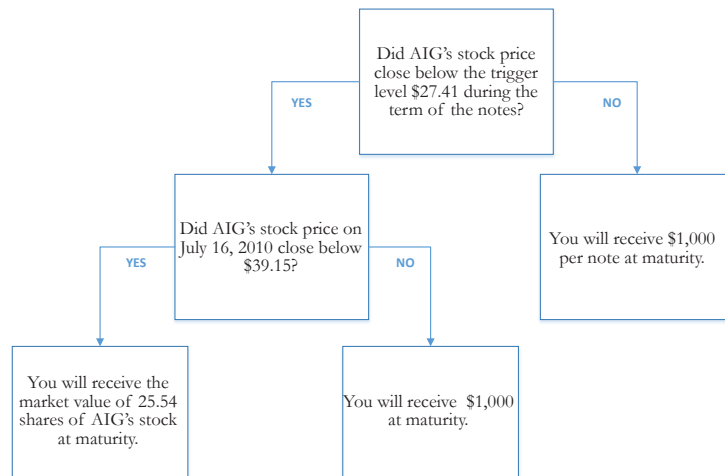 Did AIG's stock price
close below the trigger
level $27.41 during the
term of the notes?
YES
NO
Did AIG's stock price on
July 16, 2010 close below
$39.15?
You will receive $1,000
per note at maturity.
YES
NO
You will receive the
market value of 25.54
shares of AIG's stock
at maturity.
You will receive $1,000
at maturity.